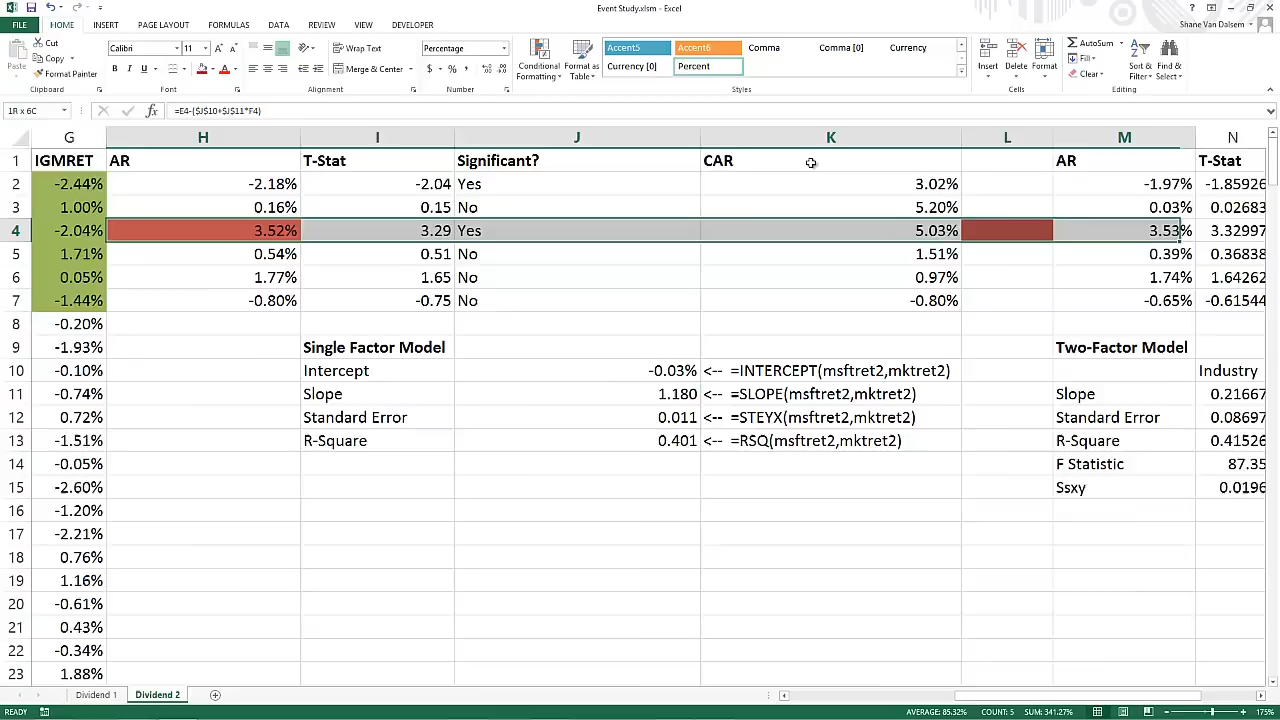 Event Study.xlsm - Excel
FILE HOME INSERT PAGE LAYOUT FORMULAS DATA REVIEW VIEW DEVELOPER Shane Van Dalsem
Paste Cut Copy Format Painter Calibri 11 B I U Wrap Text Merge & Center Percentage $ % Conditional Formatting Format as Table Accent5 Accent6 Comma Comma [0] Currency Currency [0] Percent Insert Delete Format AutoSum Fill Clear Sort & Filter Find & Select
Clipboard Font Alignment Number Styles Cells Editing
1R x 6C fx =E4-($J$10+$J$11*F4)
G H I J K L M N
1 IGMRET AR T-Stat Significant? CAR AR T-Stat
2 -2.44% -2.18% -2.04 Yes 3.02% -1.97% -1.85926
3 1.00% 0.16% 0.15 No 5.20% 0.03% 0.02683
4 -2.04% 3.52% 3.29 Yes 5.03% 3.53% 3.32997
5 1.71% 0.54% 0.51 No 1.51% 0.39% 0.36838
6 0.05% 1.77% 1.65 No 0.97% 1.74% 1.64262
7 -1.44% -0.80% -0.75 No -0.80% -0.65% -0.61544
8 -0.20%
9 -1.93% Single Factor Model Two-Factor Model
10 -0.10% Intercept -0.03% <-- =INTERCEPT(msftret2,mktret2) Industry
11 -0.74% Slope 1.180 <-- =SLOPE(msftret2,mktret2) Slope 0.21667
12 0.72% Standard Error 0.011 <-- =STEYX(msftret2,mktret2) Standard Error 0.08697
13 -1.51% R-Square 0.401 <-- =RSQ(msftret2,mktret2) R-Square 0.41526
14 -0.05% F Statistic 87.35
15 -2.60% Ssxy 0.0196
16 -1.20%
17 -2.21%
18 0.76%
19 1.16%
20 -0.61%
21 0.43%
22 -0.34%
23 1.88%
Dividend 1 Dividend 2
READY AVERAGE: 85.32% COUNT: 5 SUM: 341.27% 175%